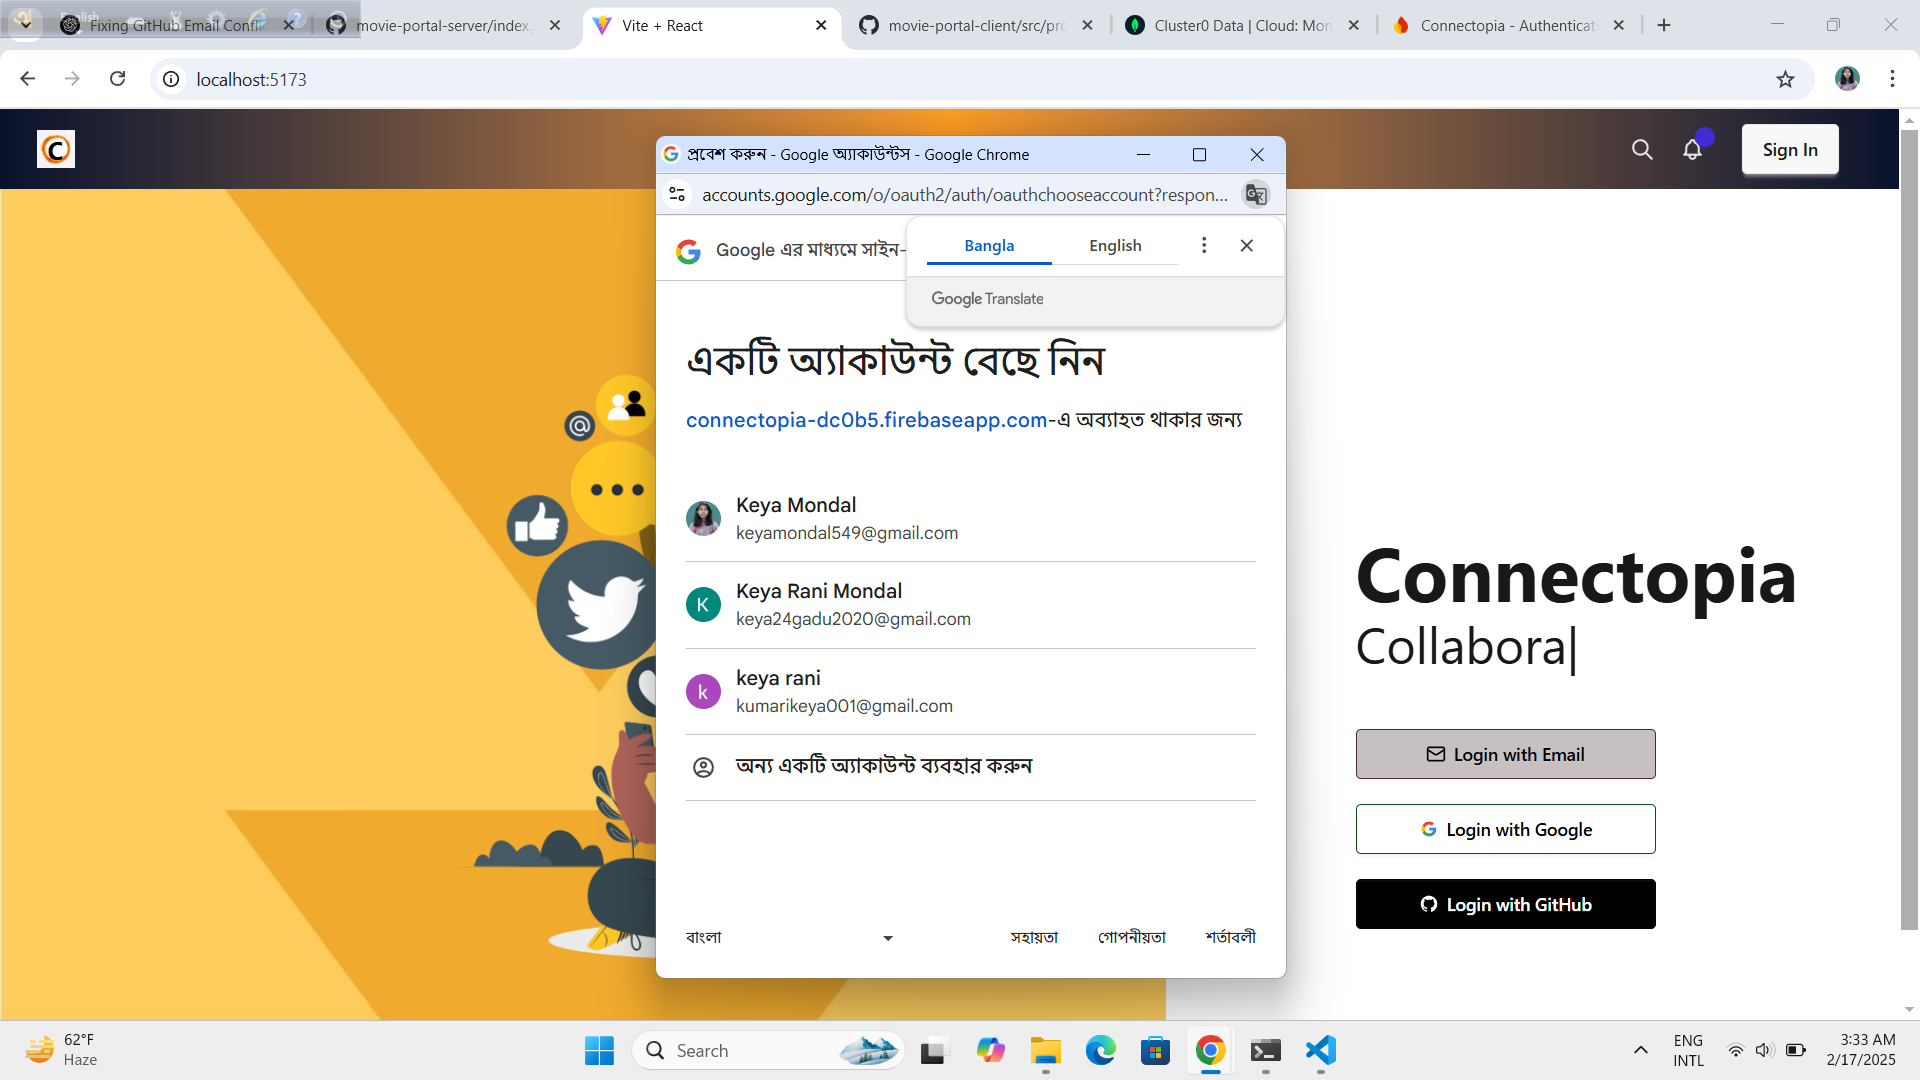 Fixing GitHub Email Confli
movie-portal-server/index.
Vite + React
movie-portal-client/src/pro
Cluster0 Data | Cloud: Mon
Connectopia - Authenticati
localhost:5173
C
Sign In
প্রবেশ করুন - Google অ্যাকাউন্টস - Google Chrome
accounts.google.com/o/oauth2/auth/oauthchooseaccount?respon...
Google এর মাধ্যমে সাইন-
Bangla
English
Google Translate
একটি অ্যাকাউন্ট বেছে নিন
connectopia-dc0b5.firebaseapp.com-এ অব্যাহত থাকার জন্য
Keya Mondal
keyamondal549@gmail.com
K
Keya Rani Mondal
keya24gadu2020@gmail.com
k
keya rani
kumarikeya001@gmail.com
অন্য একটি অ্যাকাউন্ট ব্যবহার করুন
বাংলা
সহায়তা
গোপনীয়তা
শর্তাবলী
Connectopia
Collabora|
Login with Email
Login with Google
Login with GitHub
62°F
Haze
Search
ENG
INTL
3:33 AM
2/17/2025